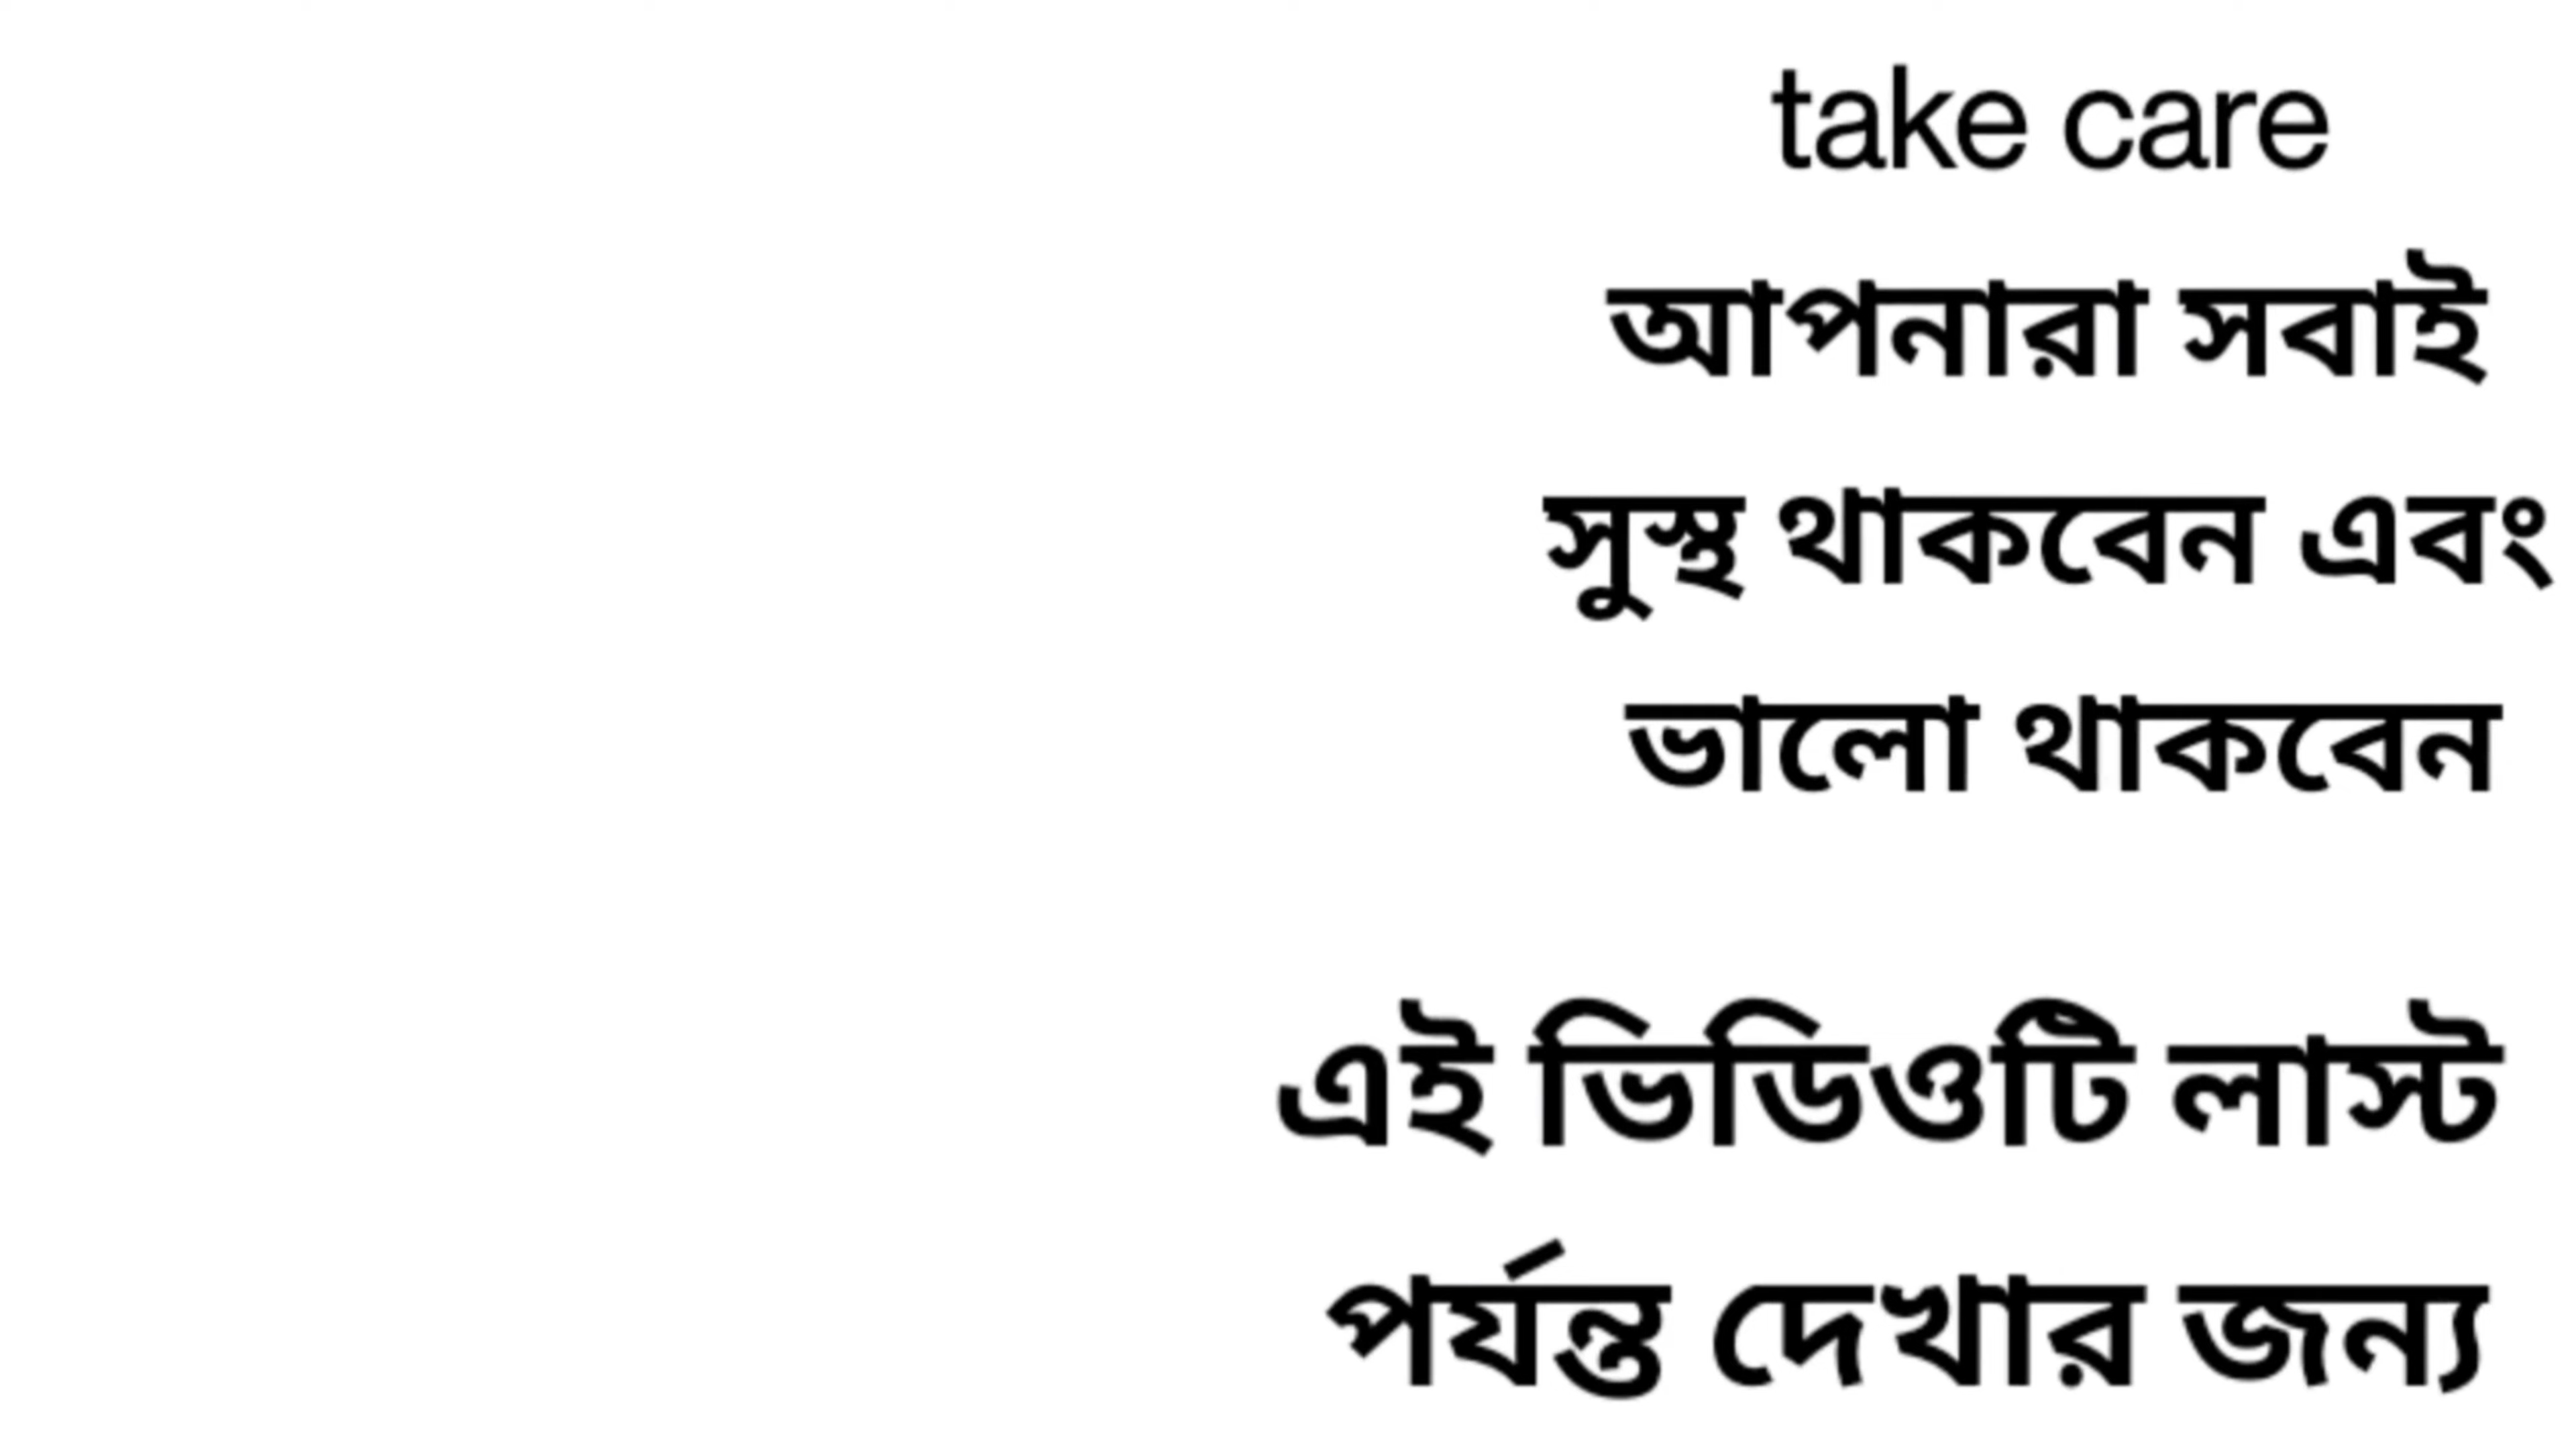 take care
আপনারা সবাই
সুস্থ থাকবেন এবং
ভালো থাকবেন
এই ভিডিওটি লাস্ট
পর্যন্ত দেখার জন্য